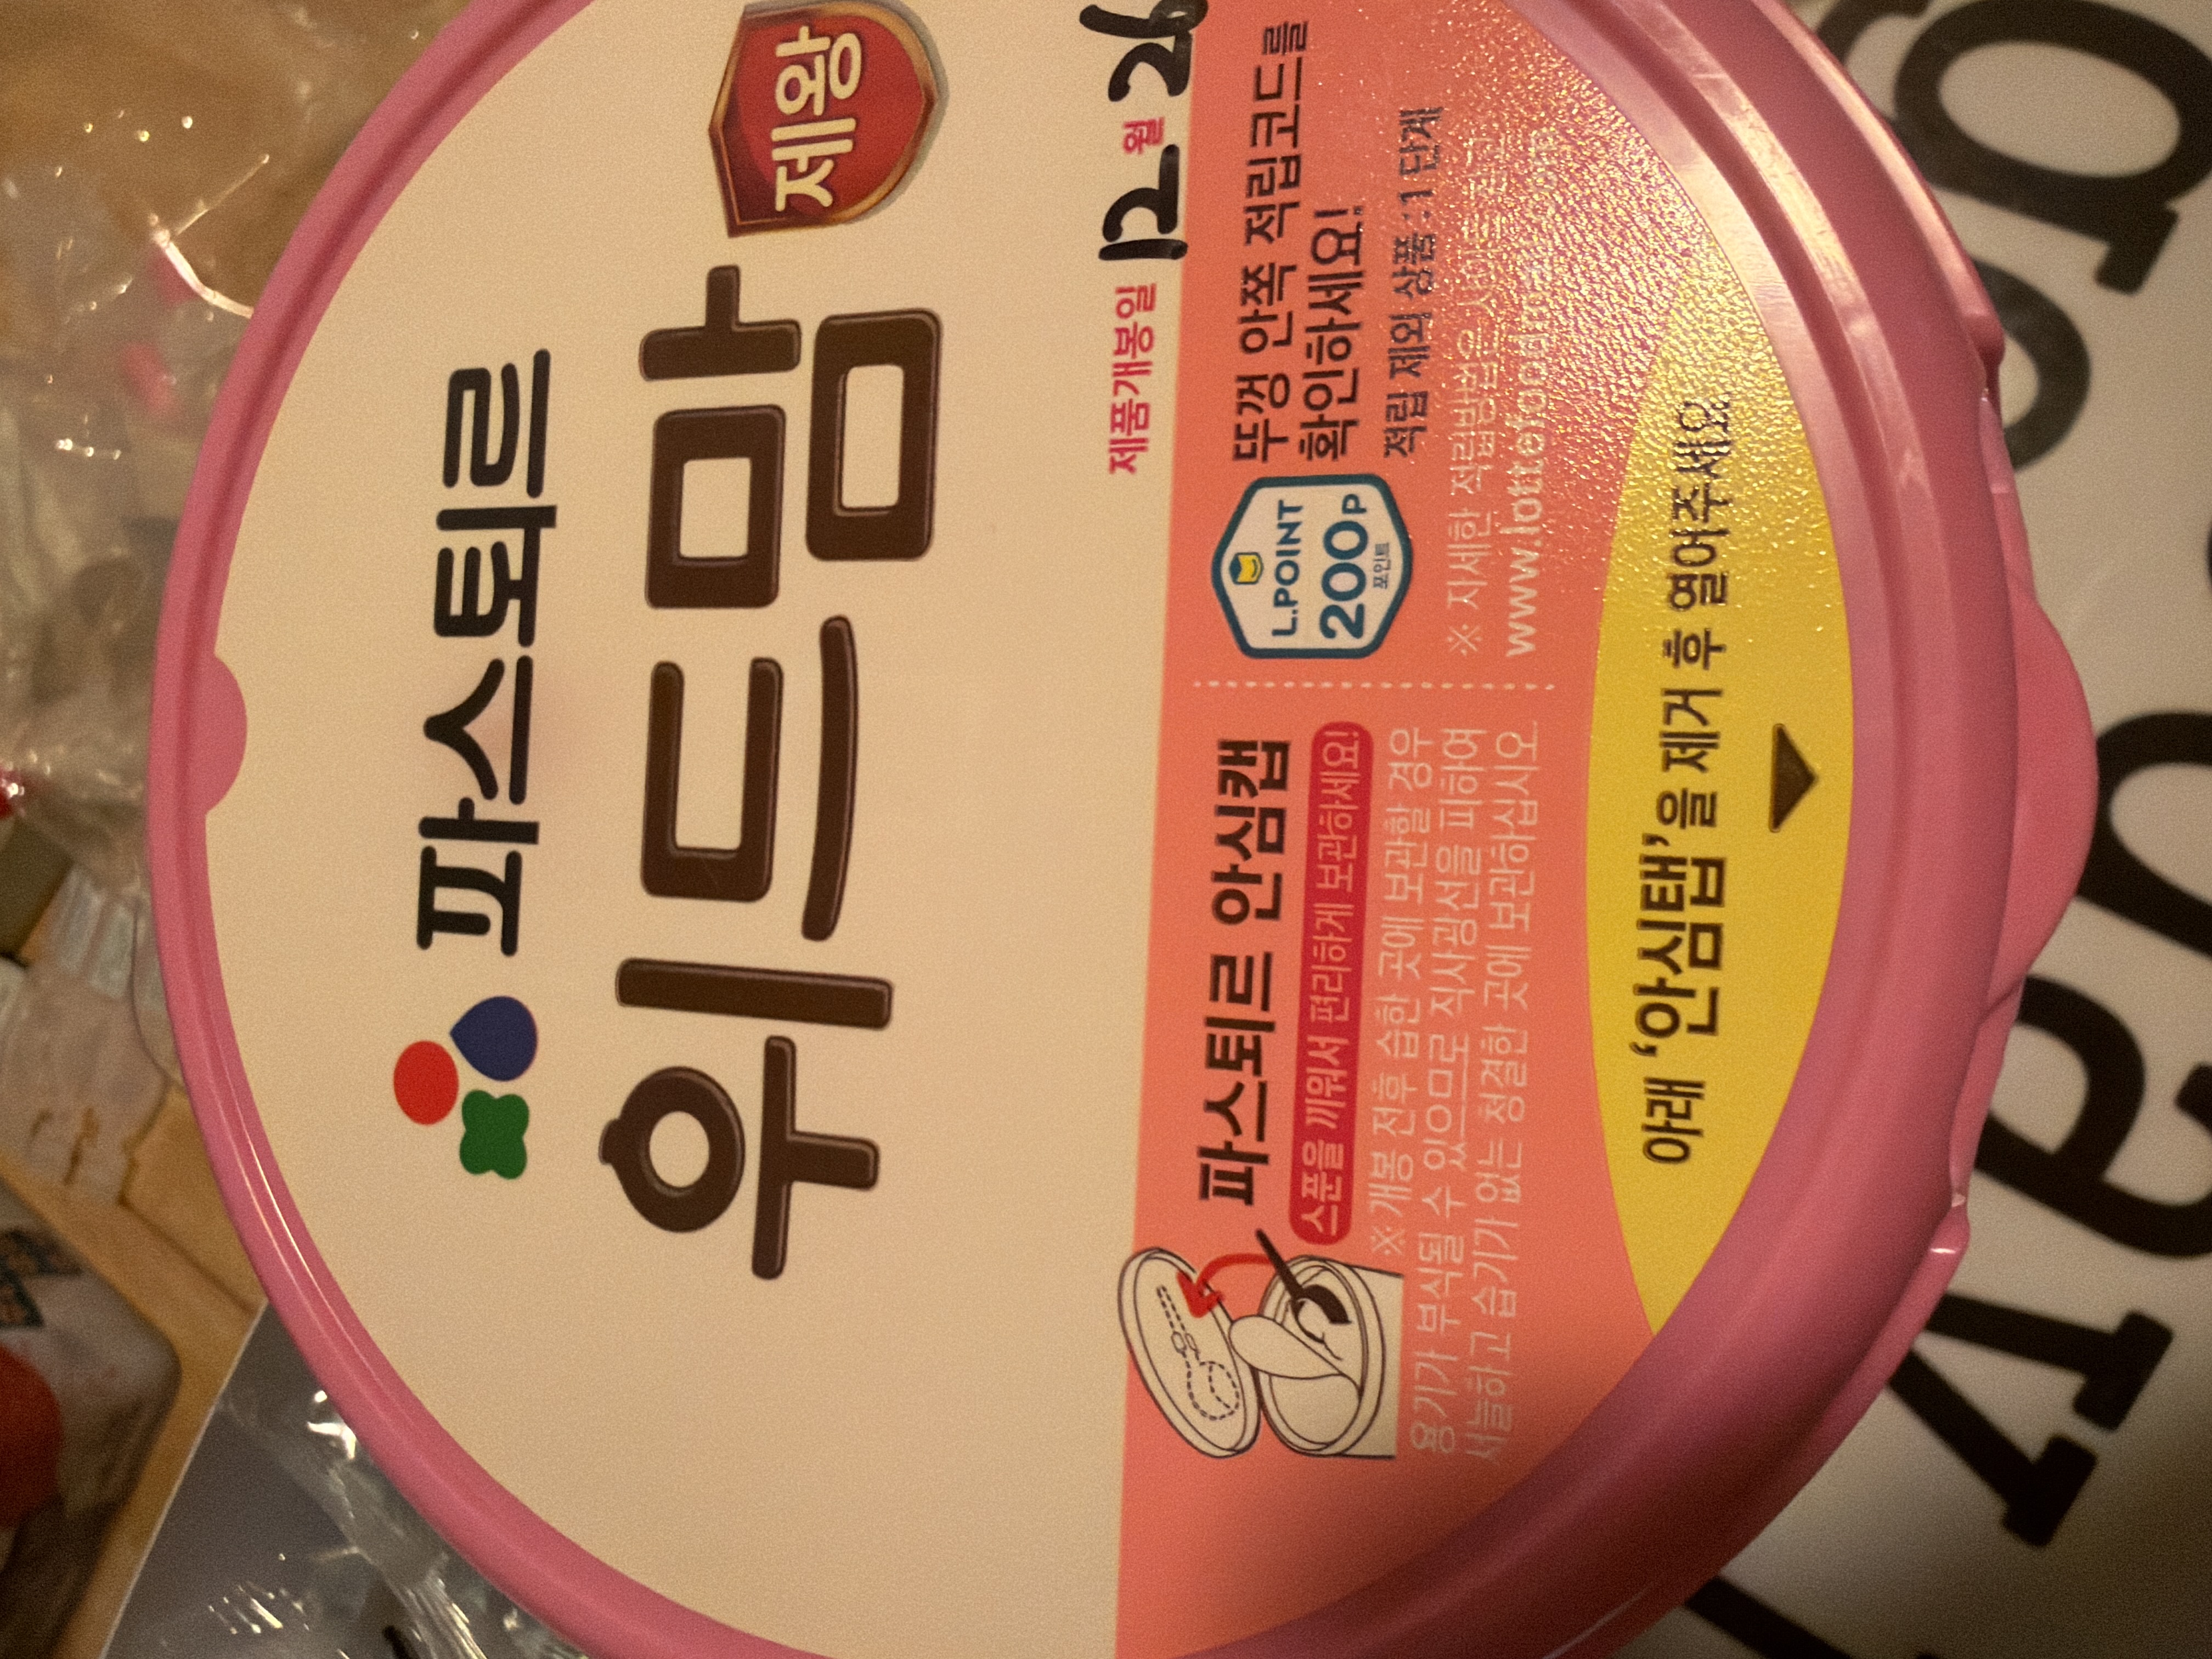 파스퇴르
위드맘
제왕
제품개봉일 12월
파스퇴르 안심캡
스푼을 끼워서 편리하게 보관하세요!
※ 개봉 전후 습한 곳에 보관할 경우
용기가 부식될 수 있으므로 직사광선을 피하여
서늘하고 습기가 없는 청결한 곳에 보관하십시오.
L.POINT
200P
포인트
뚜껑 안쪽 적립코드를
확인하세요!
적립 제외 상품 : 1단계
※ 자세한 적립방법은
www.lottefoodmall.com
아래 '안심탭'을 제거 후 열어주세요